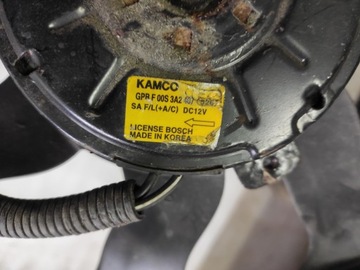 KAMCO
GPR F 00S 3A2
SA F/L(+A/C) DC12V
LICENSE BOSCH
MADE IN KOREA